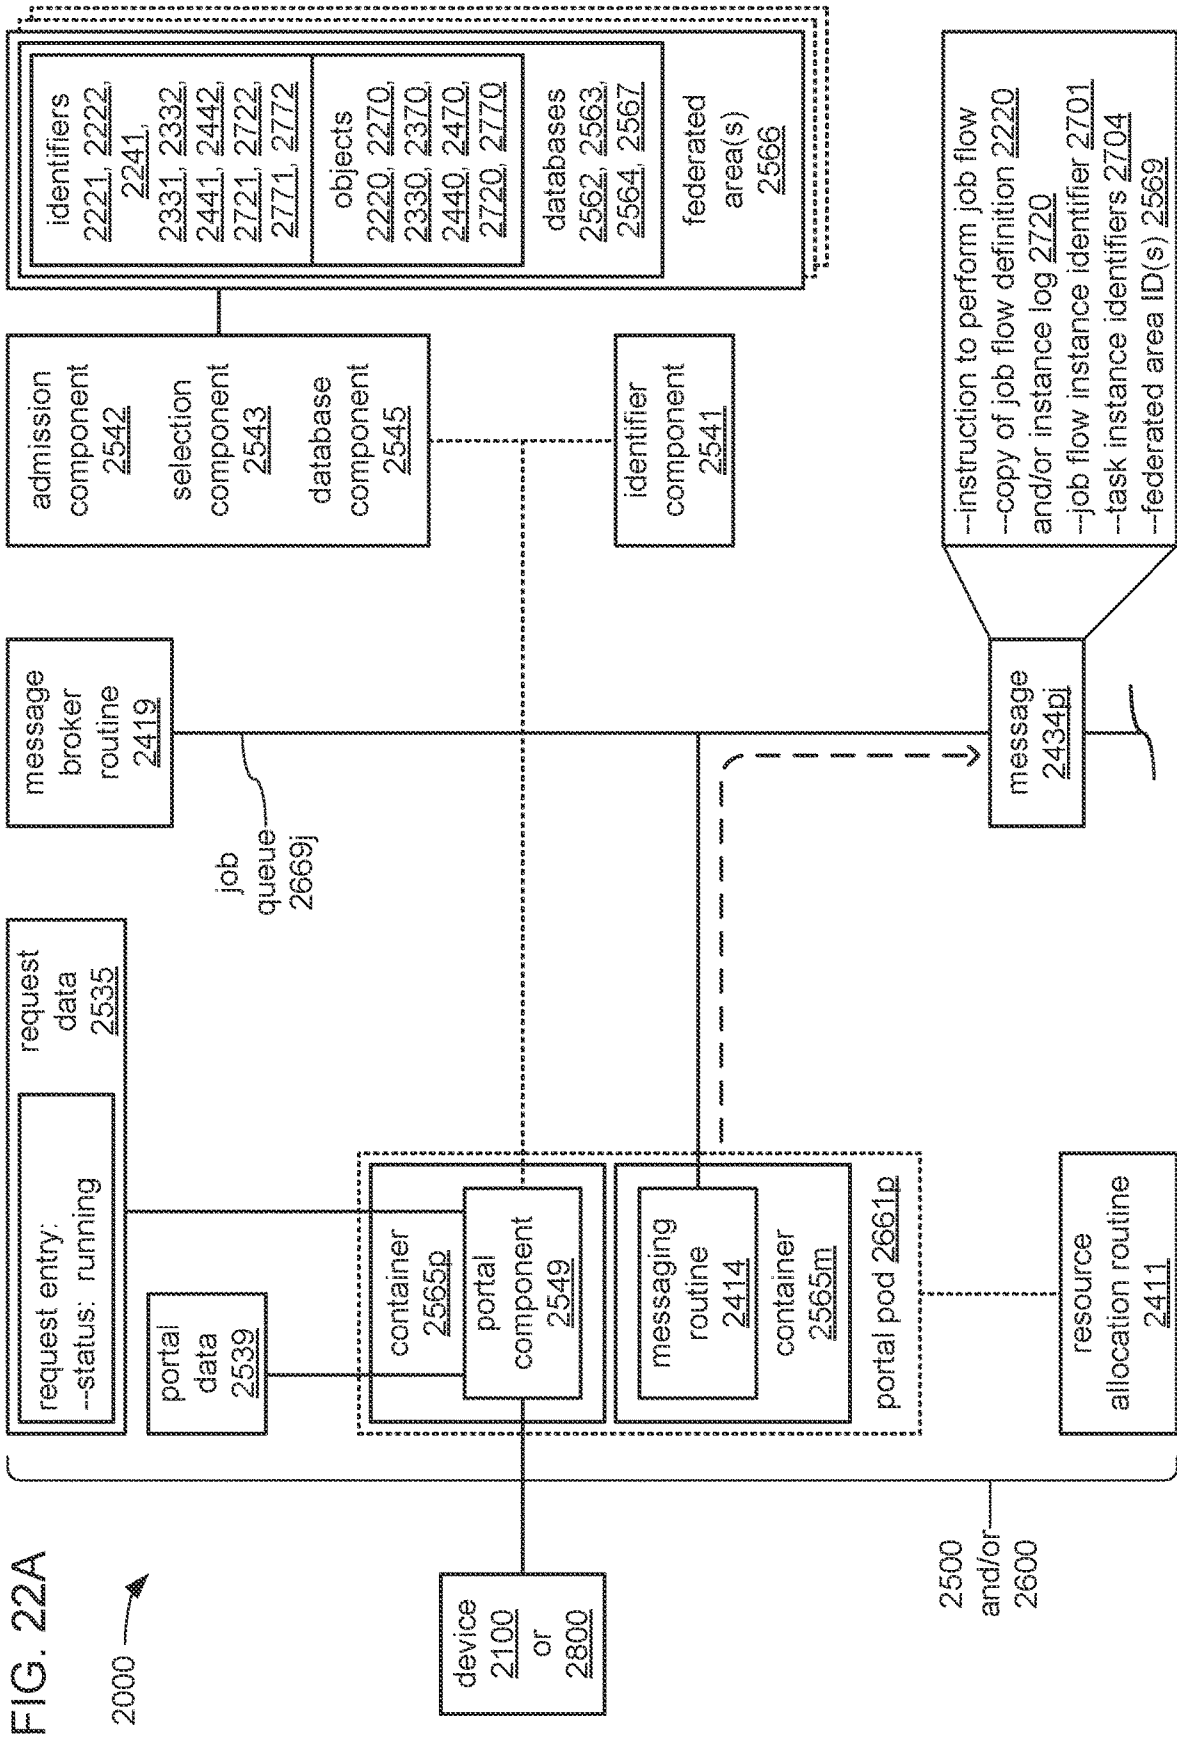 FIG. 22A
2000
device
2100
or
2800
2500
and/or
2600
request entry:
--status: running
request
data
2535
portal
data
2539
container
2565p
portal
component
2549
messaging
routine
2414
container
2565m
portal pod 2661p
resource
allocation routine
2411
message
broker
routine
2419
job
queue
2669j
message
2434pj
admission
component
2542
selection
component
2543
database
component
2545
identifier
component
2541
identifiers
2221, 2222,
2241,
2331, 2332,
2441, 2442,
2721, 2722,
2771, 2772
objects
2220, 2270,
2330, 2370,
2440, 2470,
2720, 2770
databases
2562, 2563,
2564, 2567
federated
area(s)
2566
--instruction to perform job flow
--copy of job flow definition 2220
and/or instance log 2720
--job flow instance identifier 2701
--task instance identifiers 2704
--federated area ID(s) 2569